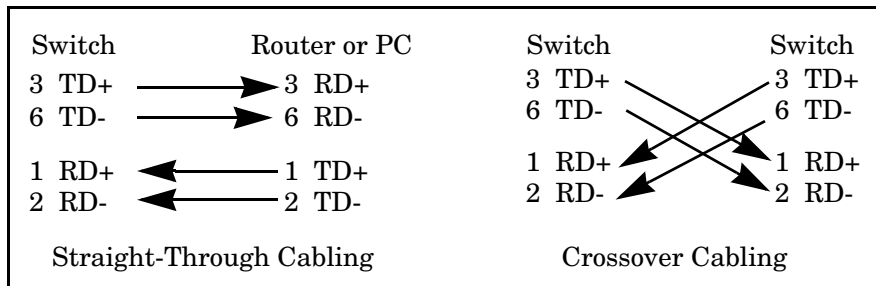 Switch Router or PC
3 TD+ 3 RD+
6 TD- 6 RD-
1 RD+ 1 TD+
2 RD- 2 TD-
Straight-Through Cabling
Switch Switch
3 TD+ 3 TD+
6 TD- 6 TD-
1 RD+ 1 RD+
2 RD- 2 RD-
Crossover Cabling